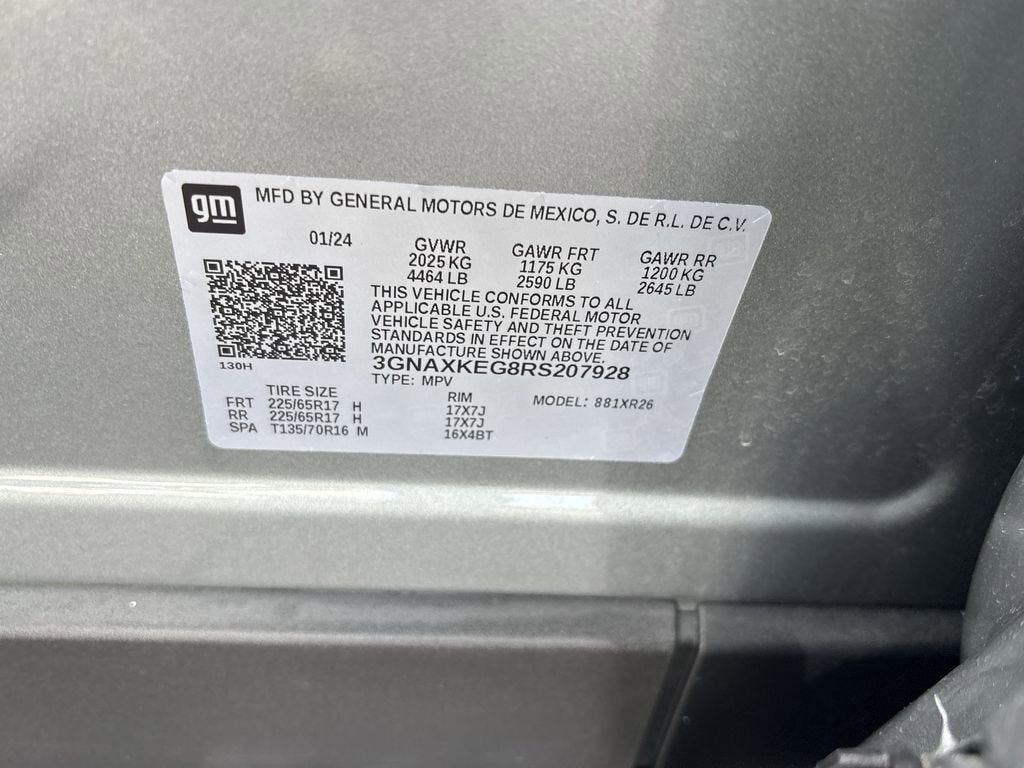 gm
MFD BY GENERAL MOTORS DE MEXICO, S. DE R.L. DE C.V.
01/24
GVWR GAWR FRT GAWR RR
2025 KG 1175 KG 1200 KG
4464 LB 2590 LB 2645 LB
THIS VEHICLE CONFORMS TO ALL
APPLICABLE U.S. FEDERAL MOTOR
VEHICLE SAFETY AND THEFT PREVENTION
STANDARDS IN EFFECT ON THE DATE OF
MANUFACTURE SHOWN ABOVE.
130H
3GNAXKEG8RS207928
TYPE: MPV
MODEL: 881XR26
TIRE SIZE RIM
FRT 225/65R17 H 17X7J
RR 225/65R17 H 17X7J
SPA T135/70R16 M 16X4BT